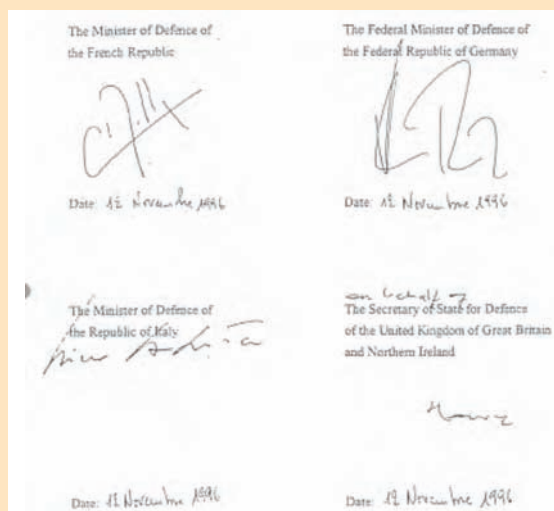 The Minister of Defence of
the French Republic
Date: 12 Novembre 1996
The Federal Minister of Defence of
the Federal Republic of Germany
Date: 12 Novembre 1996
The Minister of Defence of
the Republic of Italy
Date: 12 Novembre 1996
on behalf of
The Secretary of State for Defence
of the United Kingdom of Great Britain
and Northern Ireland
Date: 12 Novembre 1996